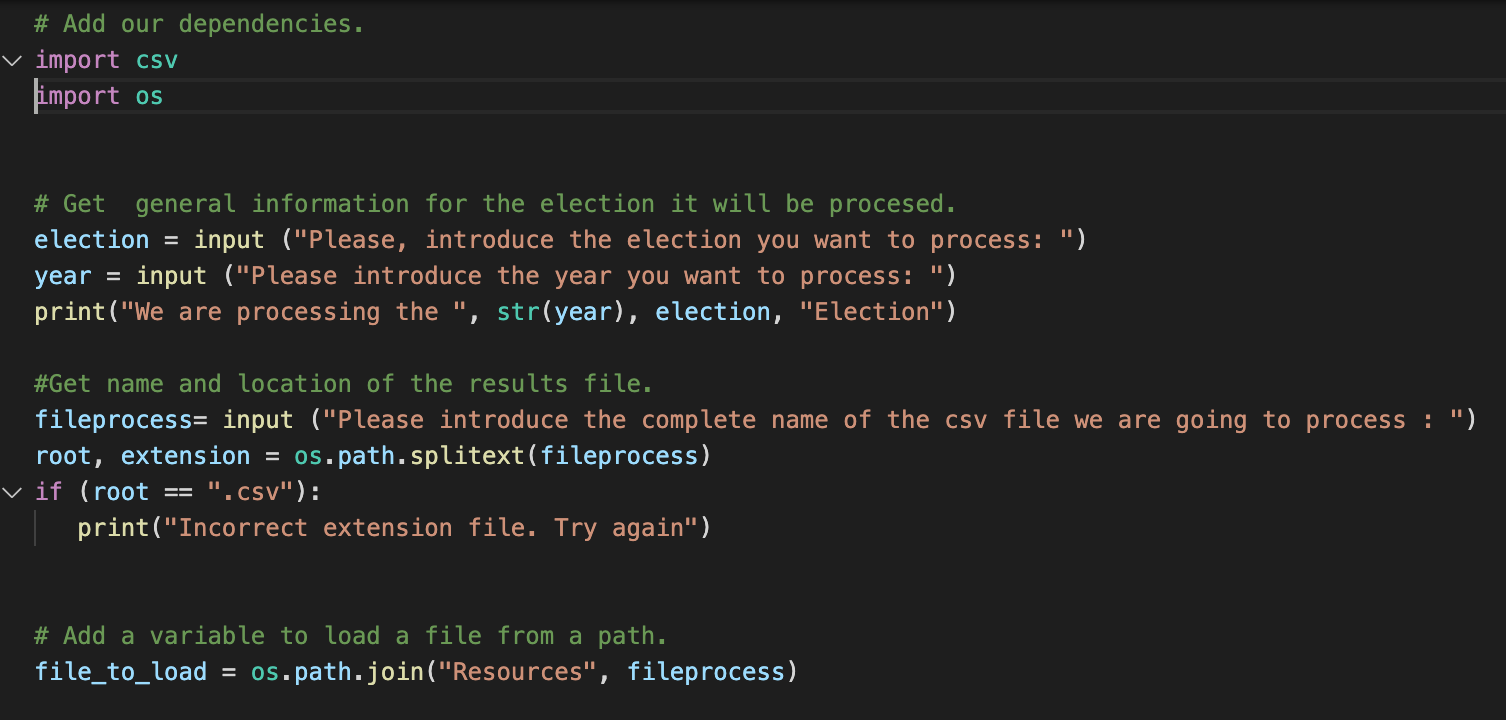 # Add our dependencies.
import csv
import os
# Get  general information for the election it will be procesed.
election = input ("Please, introduce the election you want to process: ")
year = input ("Please introduce the year you want to process: ")
print("We are processing the ", str(year), election, "Election")
#Get name and location of the results file.
fileprocess= input ("Please introduce the complete name of the csv file we are going to process : ")
root, extension = os.path.splitext(fileprocess)
if (root == ".csv"):
   print("Incorrect extension file. Try again")
# Add a variable to load a file from a path.
file_to_load = os.path.join("Resources", fileprocess)